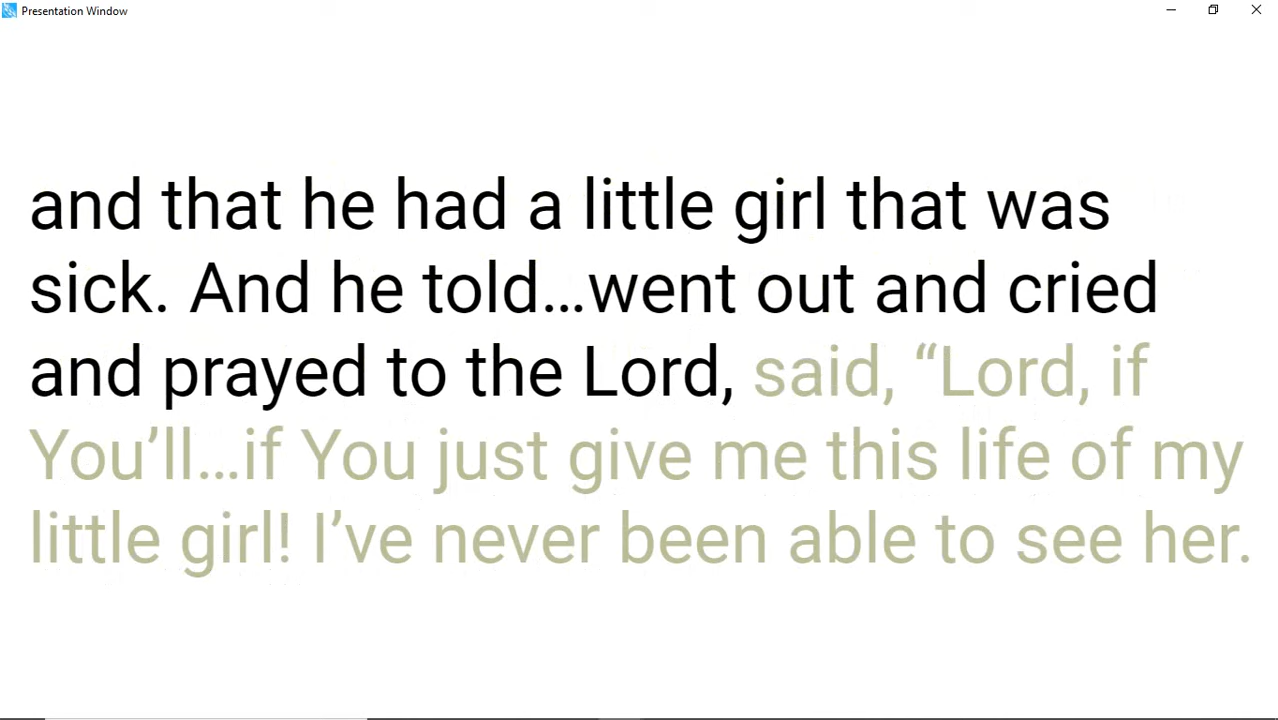 Presentation Window
and that he had a little girl that was
sick. And he told…went out and cried
and prayed to the Lord, said, “Lord, if
You’ll…if You just give me this life of my
little girl! I’ve never been able to see her.